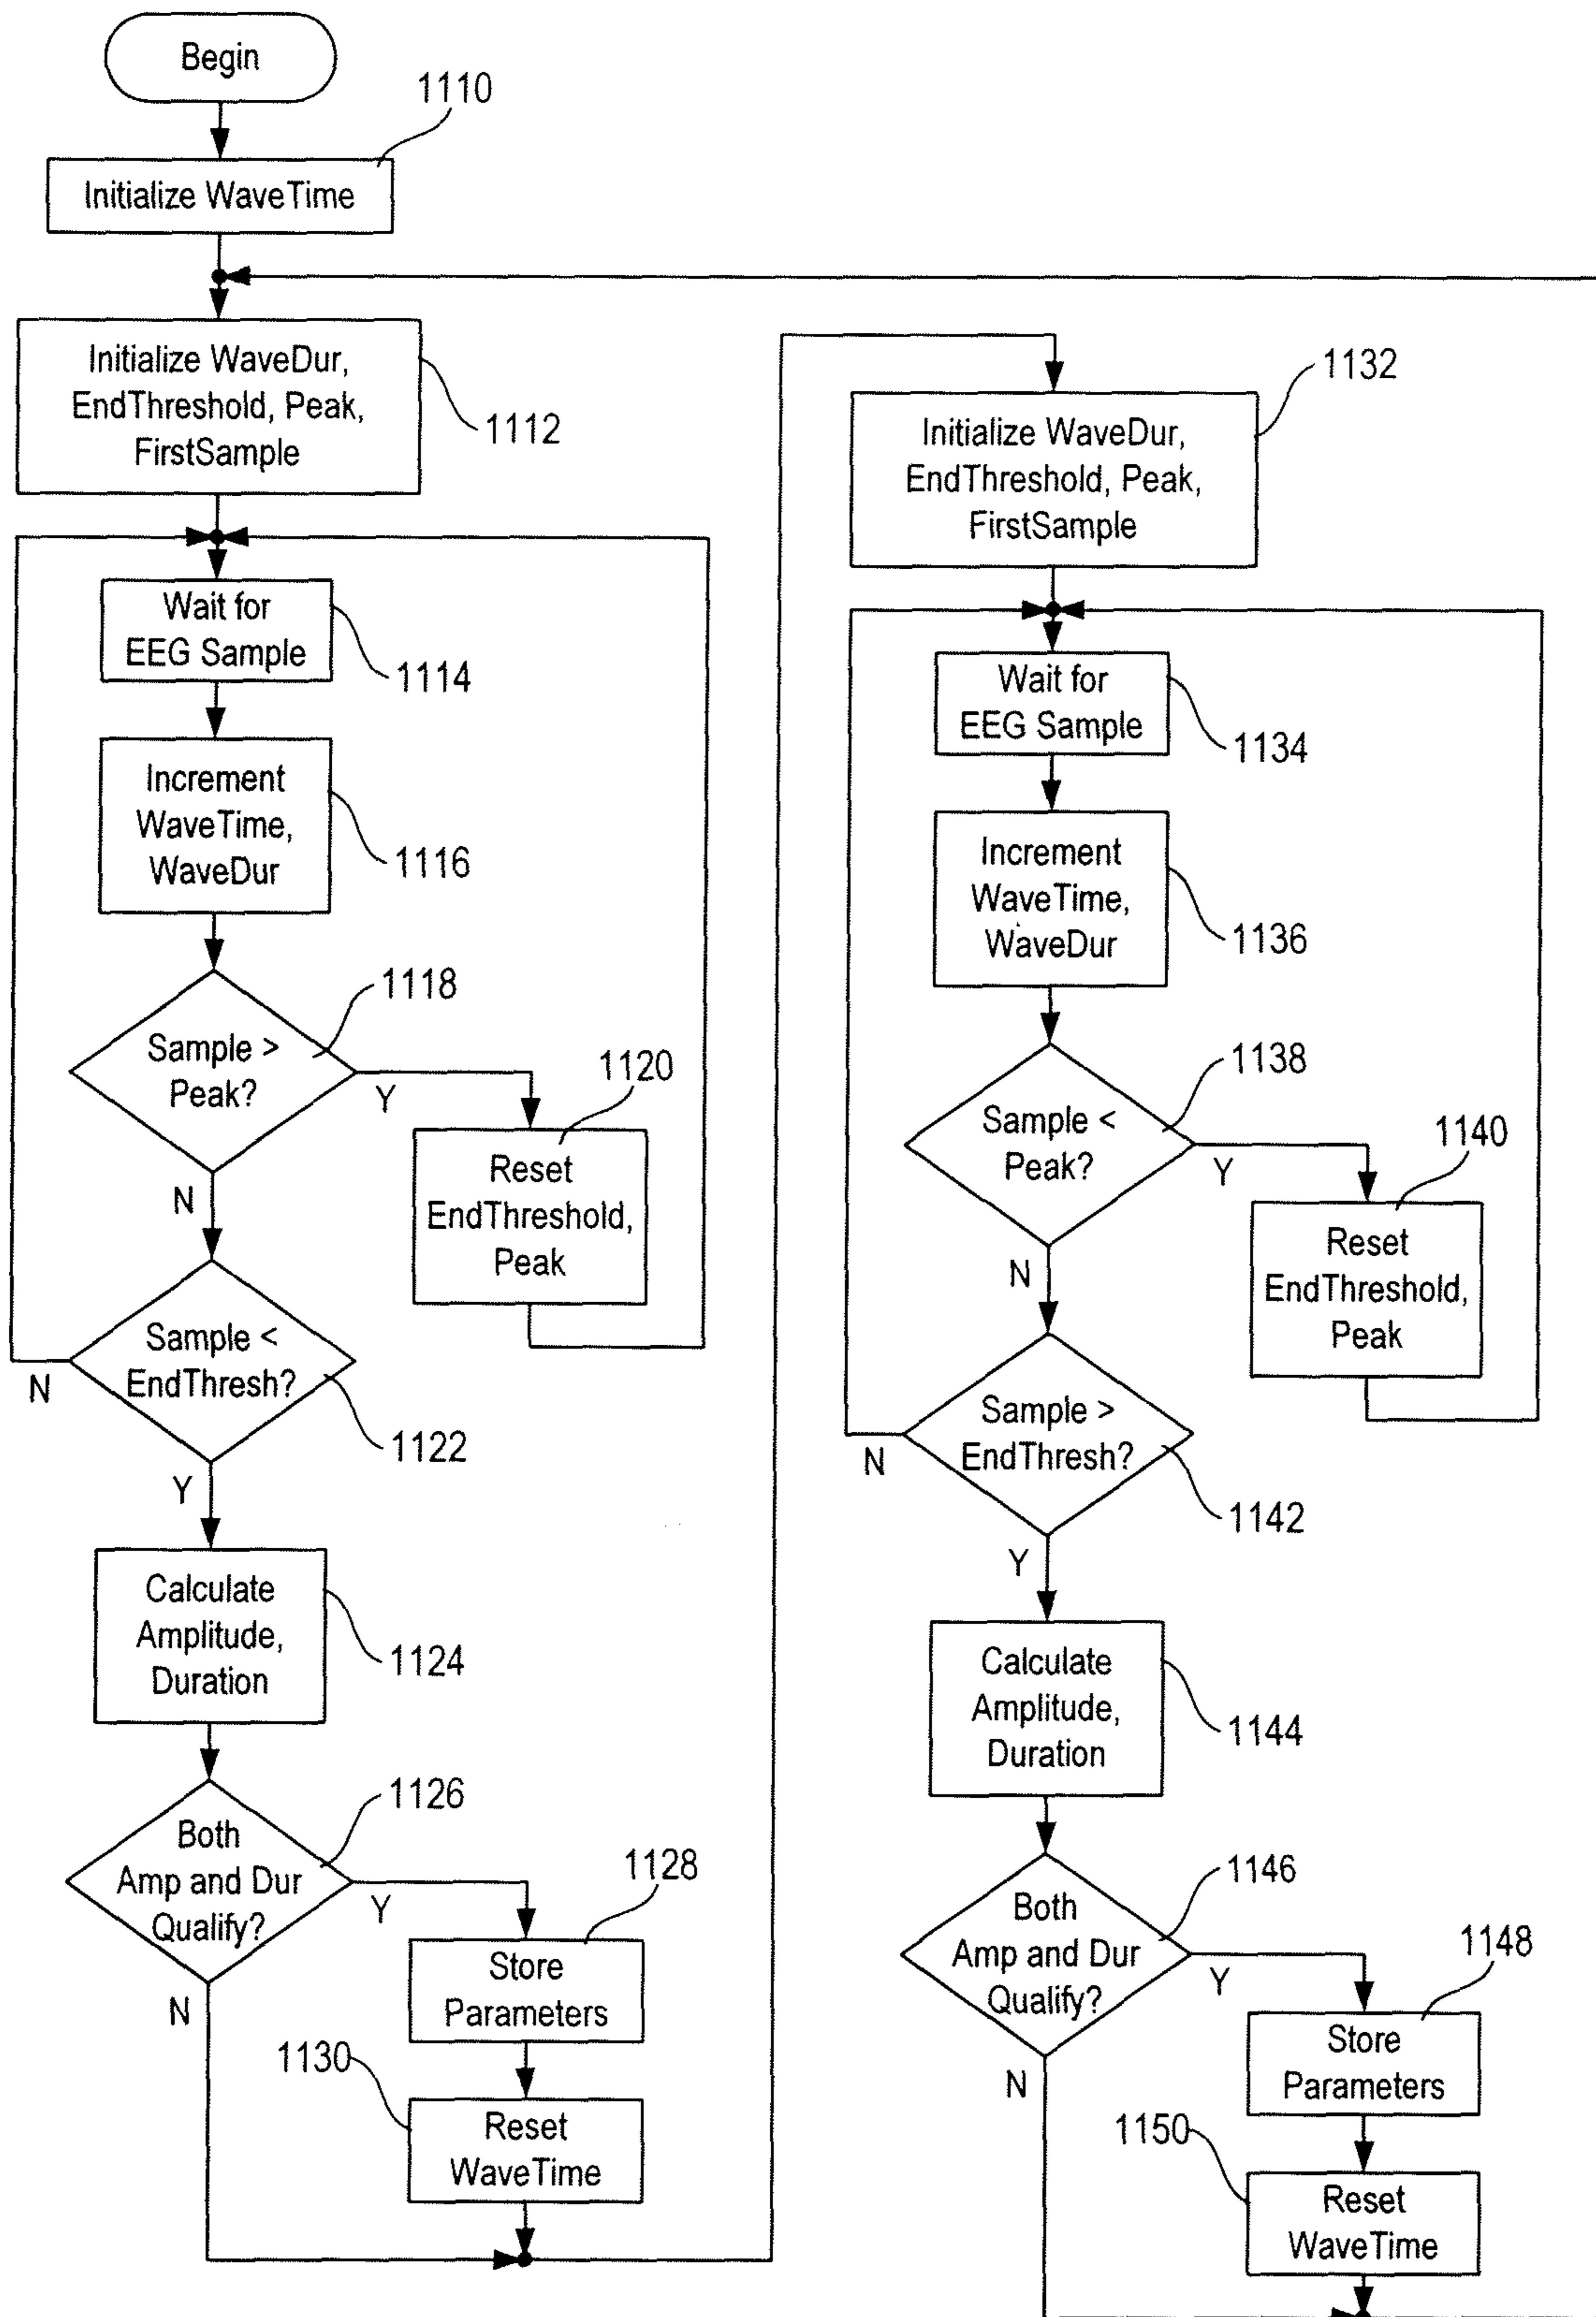 Begin
1110
Initialize WaveTime
Initialize WaveDur,
EndThreshold, Peak,
FirstSample
1112
Wait for
EEG Sample
1114
Increment
WaveTime,
WaveDur
1116
Sample >
Peak?
1118
Y
N
1120
Reset
EndThreshold,
Peak
Sample <
EndThresh?
N
1122
Y
Calculate
Amplitude,
Duration
1124
Both
Amp and Dur
Qualify?
1126
Y
N
1128
Store
Parameters
1130
Reset
WaveTime
1132
Initialize WaveDur,
EndThreshold, Peak,
FirstSample
Wait for
EEG Sample
1134
Increment
WaveTime,
WaveDur
1136
Sample <
Peak?
1138
Y
N
1140
Reset
EndThreshold,
Peak
Sample >
EndThresh?
N
1142
Y
Calculate
Amplitude,
Duration
1144
Both
Amp and Dur
Qualify?
1146
Y
N
1148
Store
Parameters
1150
Reset
WaveTime